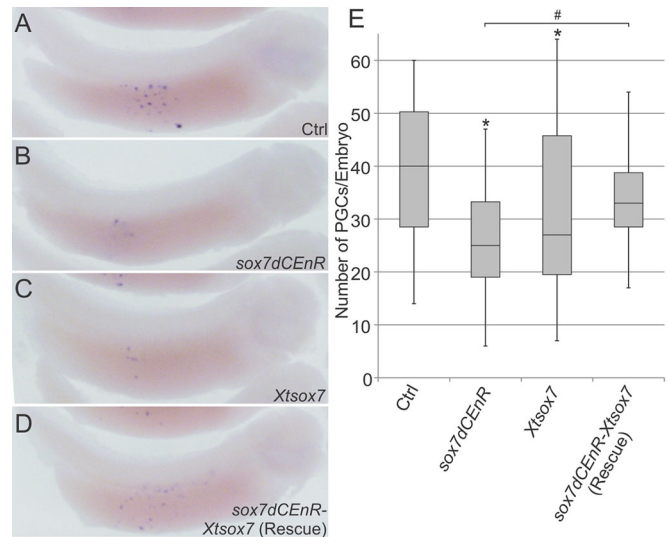 A
Ctrl
B
sox7dCEnR
C
Xtsox7
D
sox7dCEnR-
Xtsox7 (Rescue)
E
Number of PGCs/Embryo
60
50
40
30
20
10
0
#
*
*
Ctrl
sox7dCEnR
Xtsox7
sox7dCEnR-Xtsox7
(Rescue)